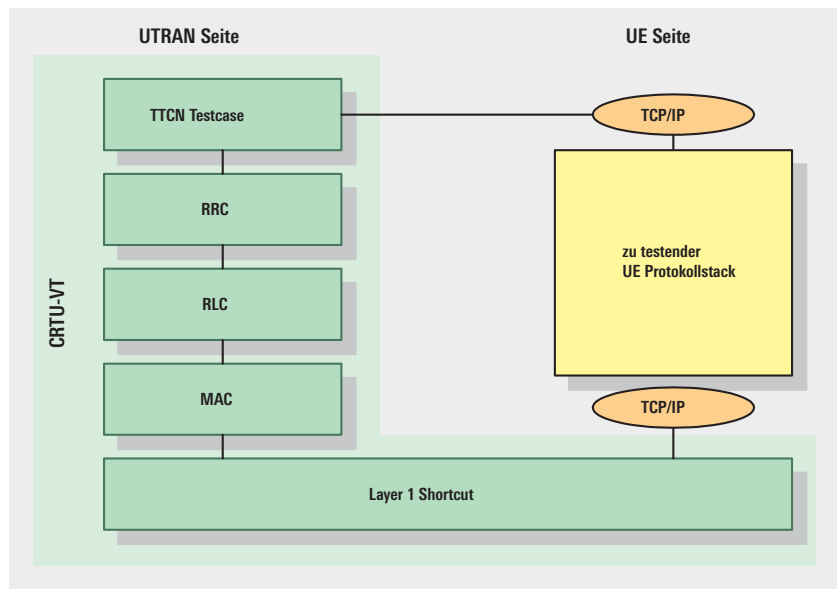 UTRAN Seite
UE Seite
TTCN Testcase
TCP/IP
RRC
zu testender
UE Protokollstack
RLC
CRTU-VT
MAC
TCP/IP
Layer 1 Shortcut